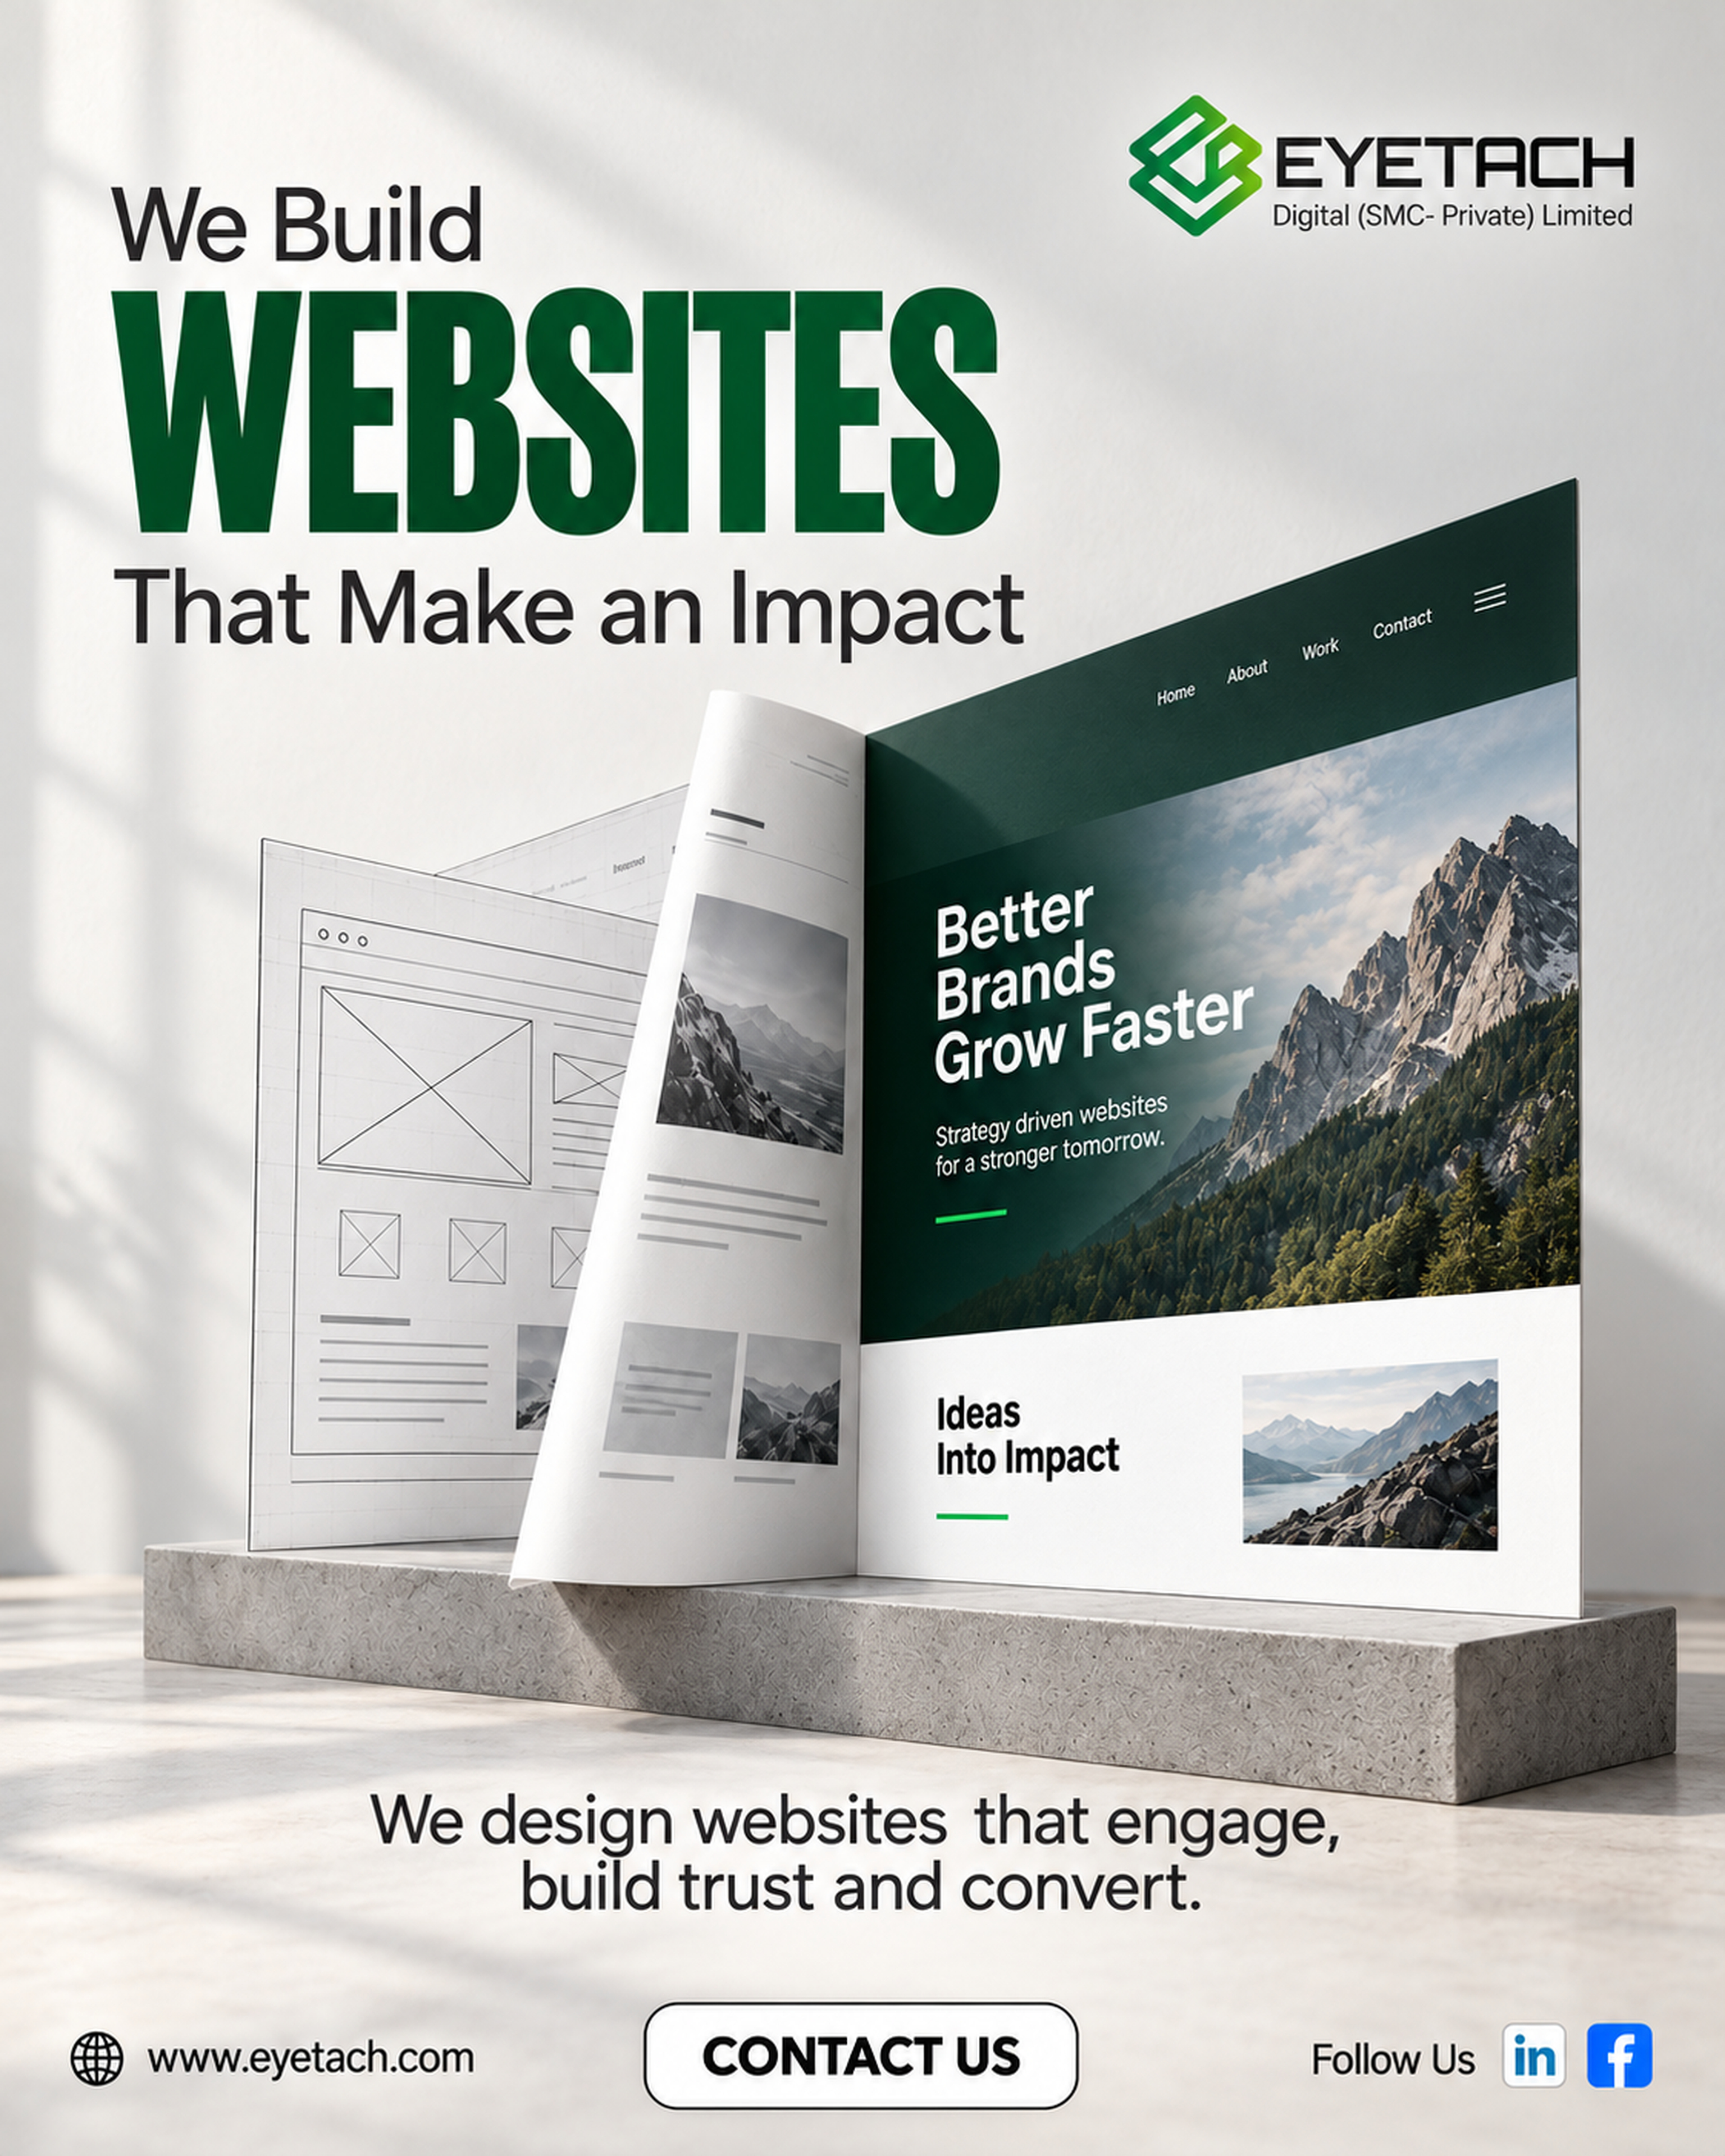 EYETACH
Digital (SMC- Private) Limited
We Build
WEBSITES
That Make an Impact
Home About Work Contact
Better
Brands
Grow Faster
Strategy driven websites
for a stronger tomorrow.
Ideas
Into Impact
We design websites that engage,
build trust and convert.
www.eyetach.com
CONTACT US
Follow Us in f